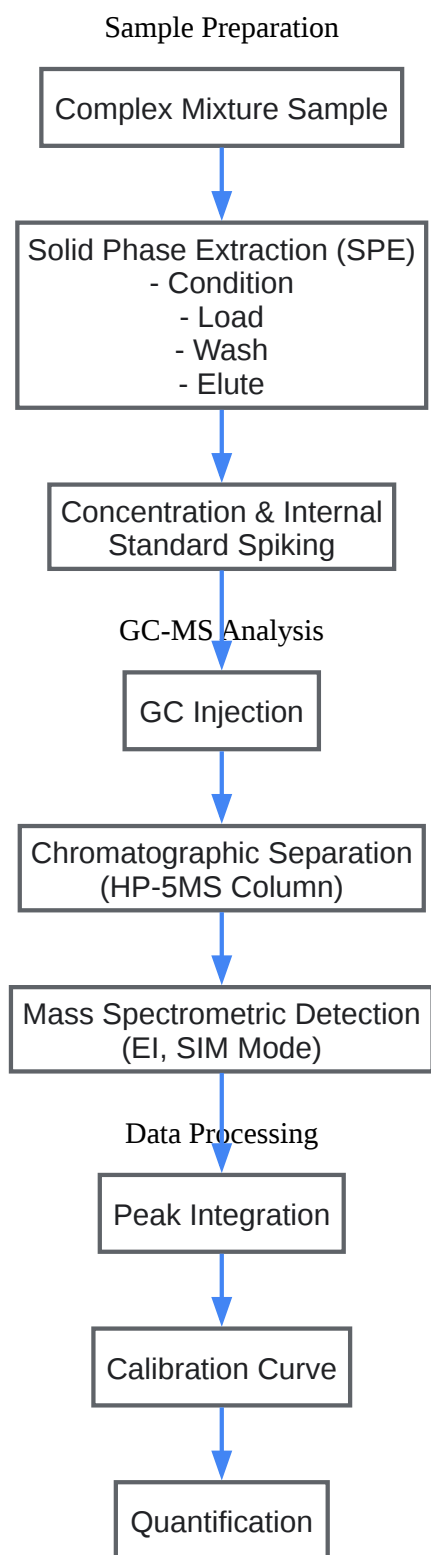 Sample Preparation
Complex Mixture Sample
Solid Phase Extraction (SPE)
- Condition
- Load
- Wash
- Elute
Concentration & Internal
Standard Spiking
GC-MS Analysis
GC Injection
Chromatographic Separation
(HP-5MS Column)
Mass Spectrometric Detection
(EI, SIM Mode)
Data Processing
Peak Integration
Calibration Curve
Quantification